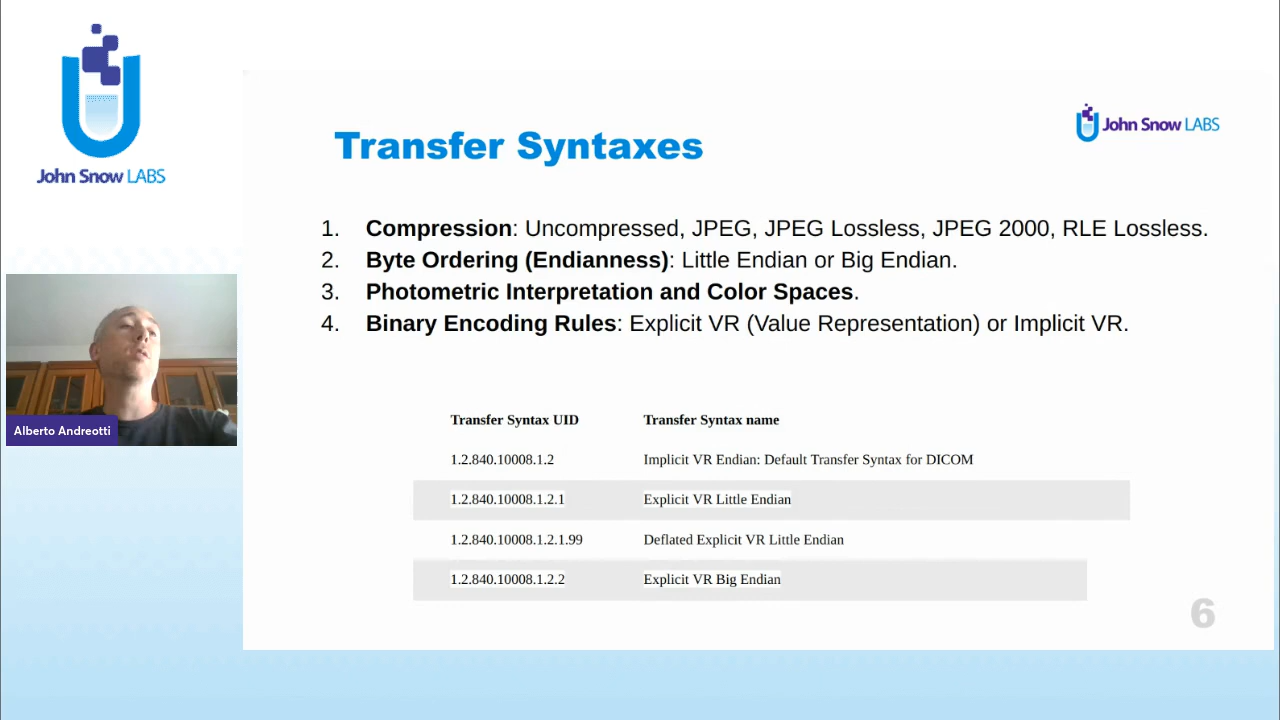 John Snow LABS
John Snow LABS
Transfer Syntaxes
1. Compression: Uncompressed, JPEG, JPEG Lossless, JPEG 2000, RLE Lossless.
2. Byte Ordering (Endianness): Little Endian or Big Endian.
3. Photometric Interpretation and Color Spaces.
4. Binary Encoding Rules: Explicit VR (Value Representation) or Implicit VR.
Alberto Andreotti
Transfer Syntax UID Transfer Syntax name
1.2.840.10008.1.2 Implicit VR Endian: Default Transfer Syntax for DICOM
1.2.840.10008.1.2.1 Explicit VR Little Endian
1.2.840.10008.1.2.1.99 Deflated Explicit VR Little Endian
1.2.840.10008.1.2.2 Explicit VR Big Endian
6